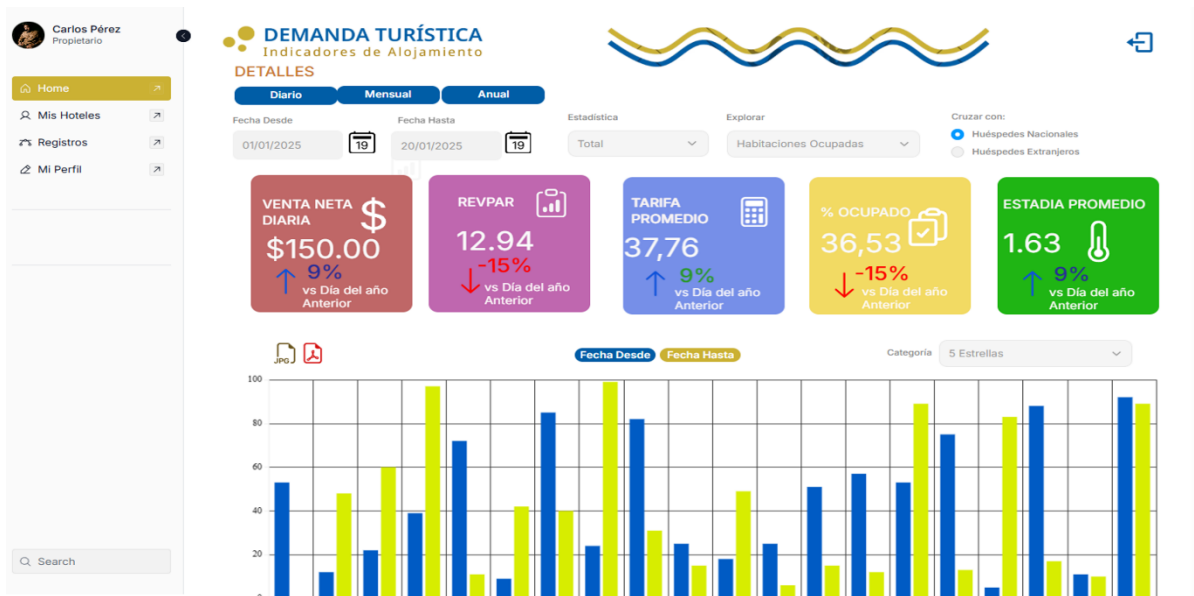 Carlos Pérez
Propietario
Home
Mis Hoteles
Registros
Mi Perfil
Search
DEMANDA TURÍSTICA
Indicadores de Alojamiento
DETALLES
Diario Mensual Anual
Fecha Desde
01/01/2025
19
Fecha Hasta
20/01/2025
19
Estadística
Total
Explorar
Habitaciones Ocupadas
Cruzar con:
Huéspedes Nacionales
Huéspedes Extranjeros
VENTA NETA
DIARIA
$
$150.00
9%
vs Día del año
Anterior
REVPAR
12.94
-15%
vs Día del año
Anterior
TARIFA
PROMEDIO
37,76
9%
vs Día del año
Anterior
% OCUPADO
36,53
-15%
vs Día del año
Anterior
ESTADIA PROMEDIO
1.63
9%
vs Día del año
Anterior
JPG
Fecha Desde Fecha Hasta
Categoría
5 Estrellas
100
80
60
40
20